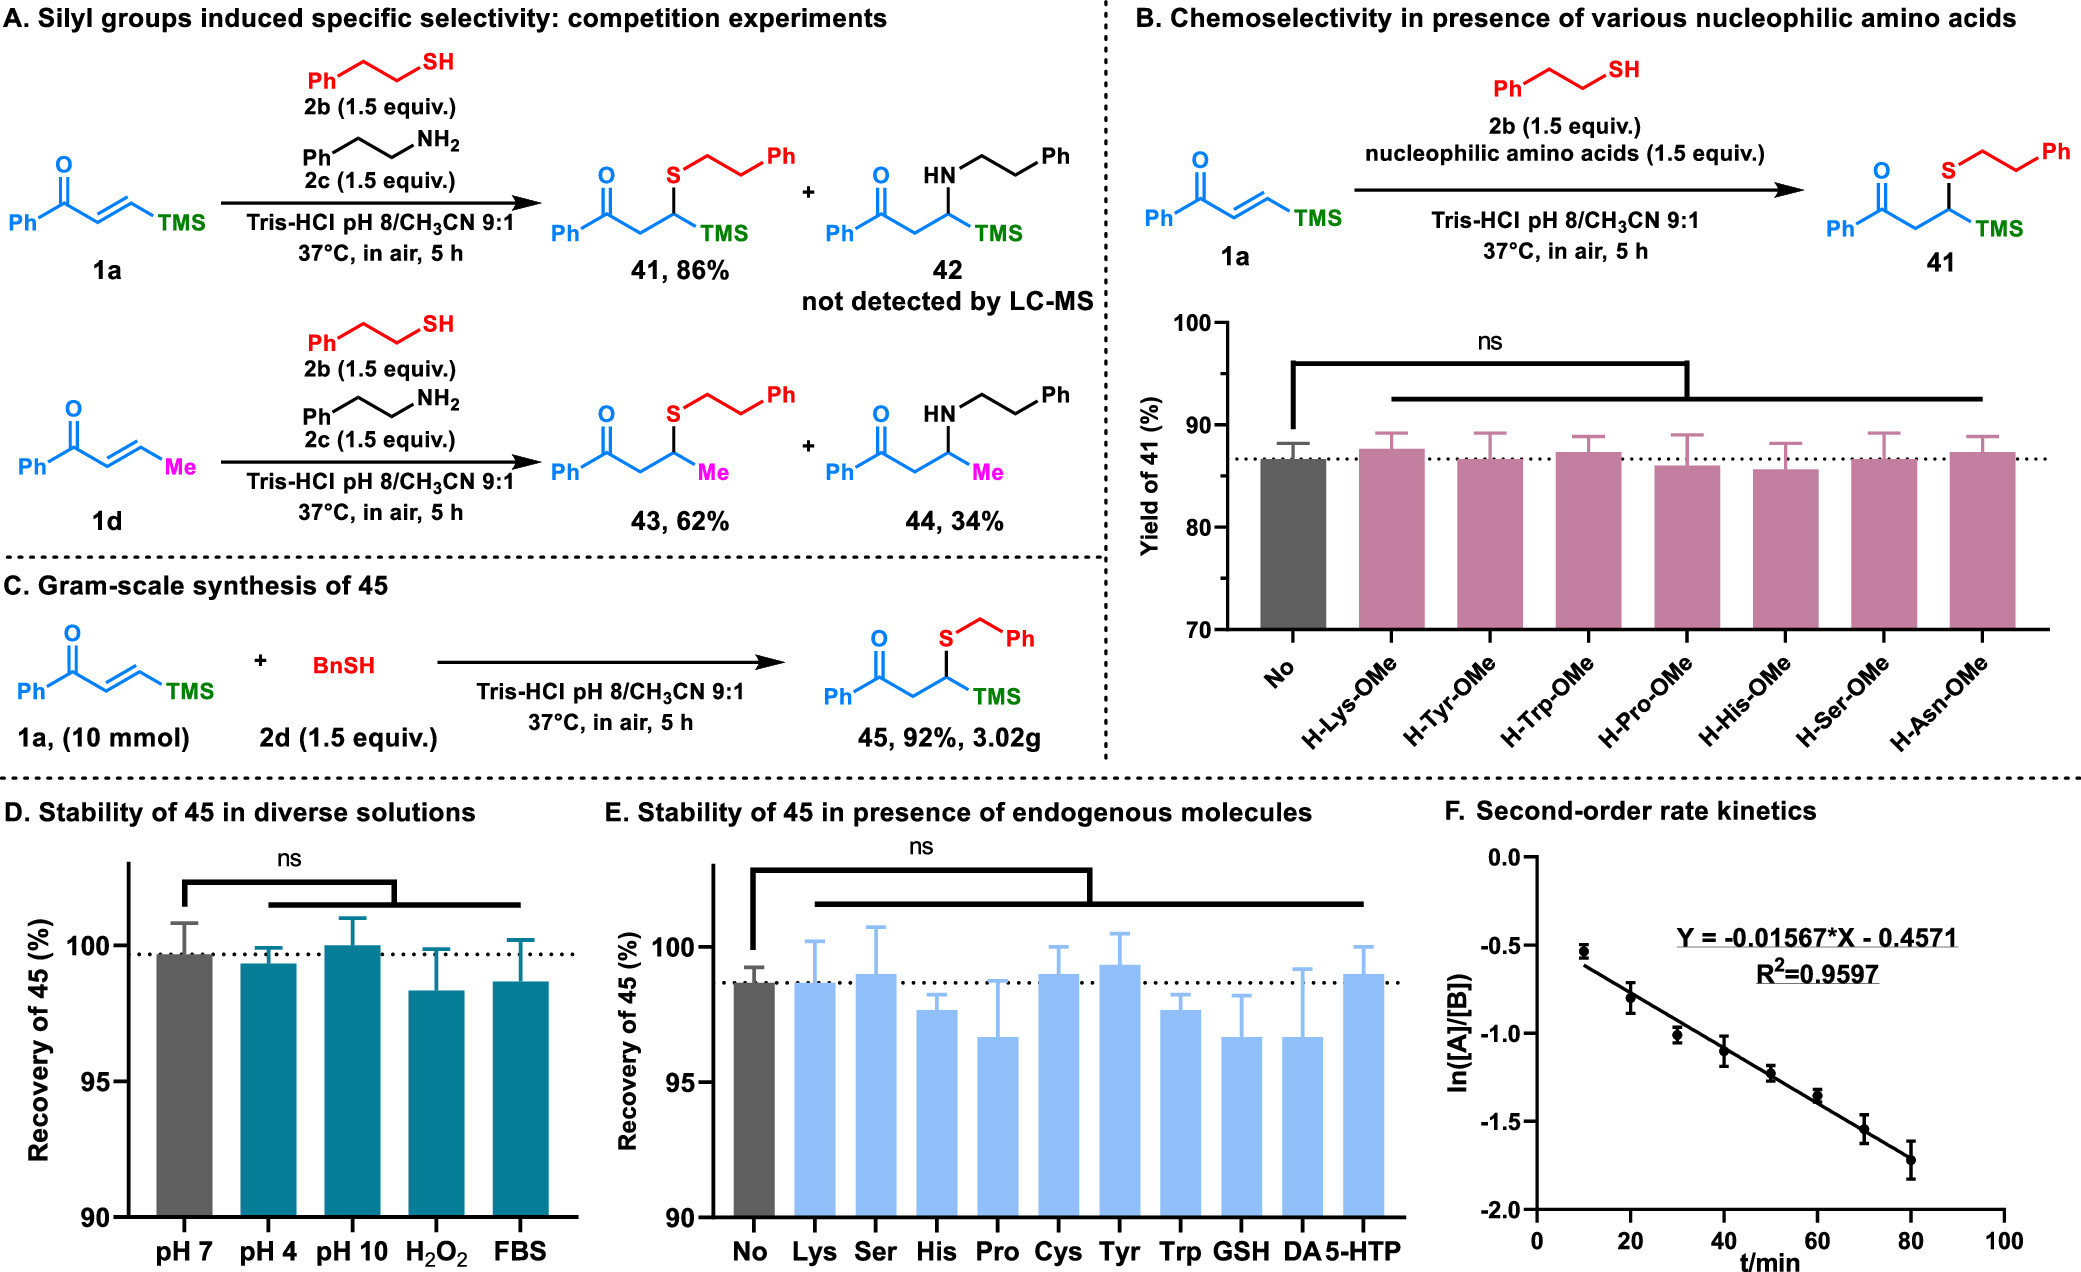 A. Silyl groups induced specific selectivity: competition experiments
Ph SH
2b (1.5 equiv.)
Ph NH2
2c (1.5 equiv.)
O
Ph TMS
1a
Tris-HCl pH 8/CH3CN 9:1
37°C, in air, 5 h
O S Ph
Ph TMS
41, 86%
+
O HN Ph
Ph TMS
42
not detected by LC-MS
Ph SH
2b (1.5 equiv.)
Ph NH2
2c (1.5 equiv.)
O
Ph Me
1d
Tris-HCl pH 8/CH3CN 9:1
37°C, in air, 5 h
O S Ph
Ph Me
43, 62%
+
O HN Ph
Ph Me
44, 34%
B. Chemoselectivity in presence of various nucleophilic amino acids
Ph SH
2b (1.5 equiv.)
nucleophilic amino acids (1.5 equiv.)
O
Ph TMS
1a
Tris-HCl pH 8/CH3CN 9:1
37°C, in air, 5 h
O S Ph
Ph TMS
41
Yield of 41 (%)
100
90
80
70
ns
No
H-Lys-OMe
H-Tyr-OMe
H-Trp-OMe
H-Pro-OMe
H-His-OMe
H-Ser-OMe
H-Asn-OMe
C. Gram-scale synthesis of 45
O
Ph TMS
1a, (10 mmol)
+
BnSH
2d (1.5 equiv.)
Tris-HCl pH 8/CH3CN 9:1
37°C, in air, 5 h
O S Ph
Ph TMS
45, 92%, 3.02g
D. Stability of 45 in diverse solutions
Recovery of 45 (%)
100
95
90
ns
pH 7 pH 4 pH 10 H2O2 FBS
E. Stability of 45 in presence of endogenous molecules
Recovery of 45 (%)
100
95
90
ns
No Lys Ser His Pro Cys Tyr Trp GSH DA 5-HTP
F. Second-order rate kinetics
ln([A]/[B])
0.0
-0.5
-1.0
-1.5
-2.0
Y = -0.01567*X - 0.4571
R2=0.9597
0 20 40 60 80 100
t/min